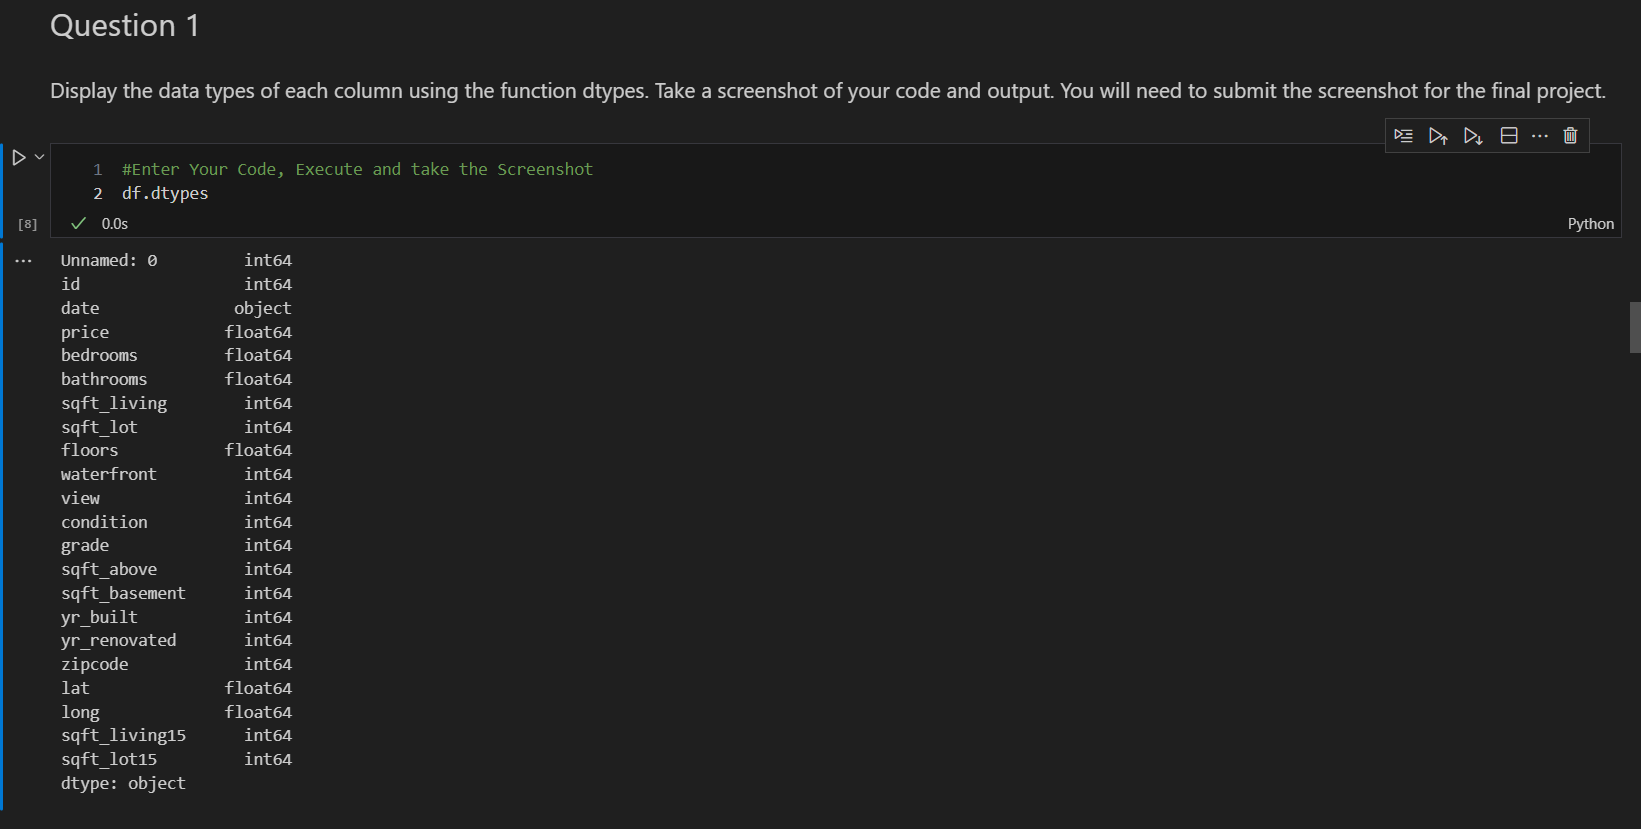 Question 1
Display the data types of each column using the function dtypes. Take a screenshot of your code and output. You will need to submit the screenshot for the final project.
1 #Enter Your Code, Execute and take the Screenshot
2 df.dtypes
[8] 0.0s Python
Unnamed: 0 int64
id int64
date object
price float64
bedrooms float64
bathrooms float64
sqft_living int64
sqft_lot int64
floors float64
waterfront int64
view int64
condition int64
grade int64
sqft_above int64
sqft_basement int64
yr_built int64
yr_renovated int64
zipcode int64
lat float64
long float64
sqft_living15 int64
sqft_lot15 int64
dtype: object